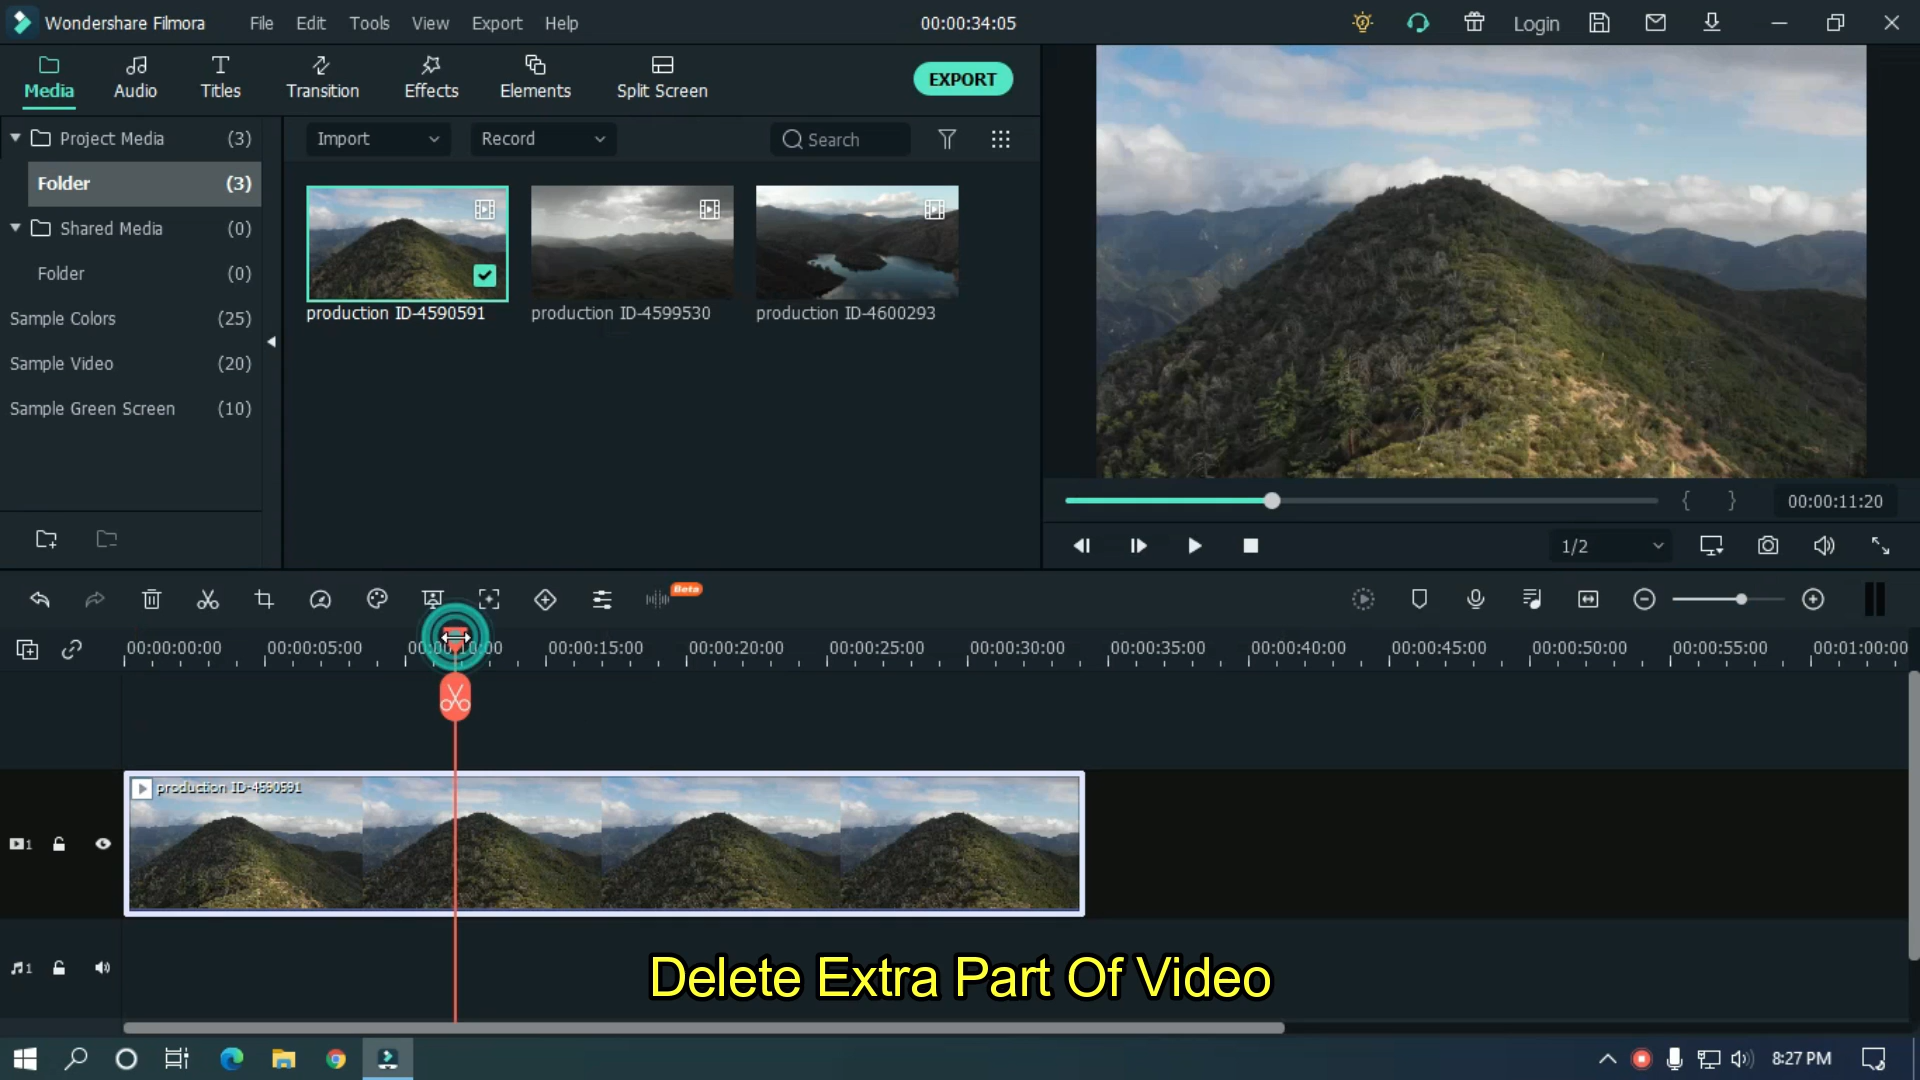 Wondershare Filmora
File Edit Tools View Export Help
00:00:34:05
Login
Media Audio Titles Transition Effects Elements Split Screen
EXPORT
Project Media (3)
Folder (3)
Shared Media (0)
Folder (0)
Sample Colors (25)
Sample Video (20)
Sample Green Screen (10)
Import Record Search
production ID-4590591 production ID-4599530 production ID-4600293
{ } 00:00:11:20
1/2
Beta
00:00:00:00 00:00:05:00 00:00:10:00 00:00:15:00 00:00:20:00 00:00:25:00 00:00:30:00 00:00:35:00 00:00:40:00 00:00:45:00 00:00:50:00 00:00:55:00 00:01:00:00
production ID-4590591
1
1
Delete Extra Part Of Video
8:27 PM